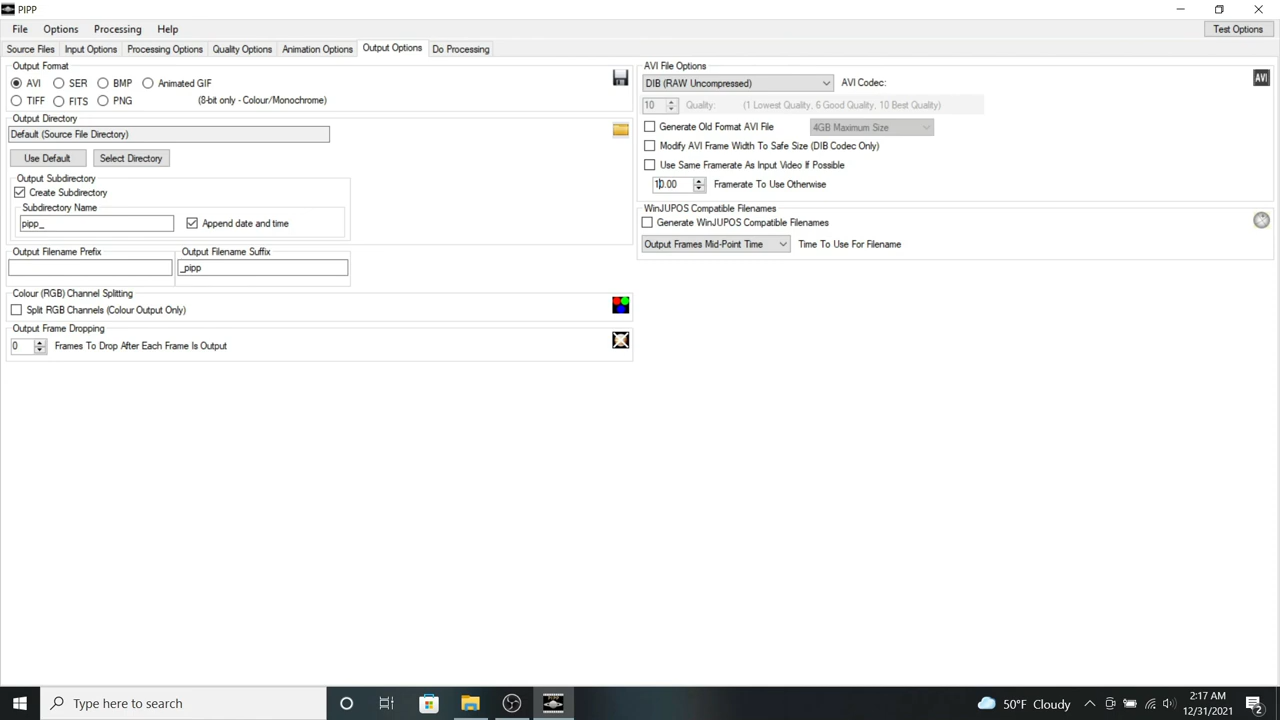 PIPP
File Options Processing Help
Test Options
Source Files Input Options Processing Options Quality Options Animation Options Output Options Do Processing
Output Format
AVI SER BMP Animated GIF
TIFF FITS PNG (8-bit only - Colour/Monochrome)
Output Directory
Default (Source File Directory)
Use Default Select Directory
Output Subdirectory
Create Subdirectory
Subdirectory Name
pipp_ Append date and time
Output Filename Prefix Output Filename Suffix
_pipp
Colour (RGB) Channel Splitting
Split RGB Channels (Colour Output Only)
Output Frame Dropping
0 Frames To Drop After Each Frame Is Output
AVI File Options
AVI
DIB (RAW Uncompressed) AVI Codec:
10 Quality: (1 Lowest Quality, 6 Good Quality, 10 Best Quality)
Generate Old Format AVI File 4GB Maximum Size
Modify AVI Frame Width To Safe Size (DIB Codec Only)
Use Same Framerate As Input Video If Possible
10.00 Framerate To Use Otherwise
WinJUPOS Compatible Filenames
Generate WinJUPOS Compatible Filenames
Output Frames Mid-Point Time Time To Use For Filename
Type here to search
50°F Cloudy
2:17 AM
12/31/2021
2